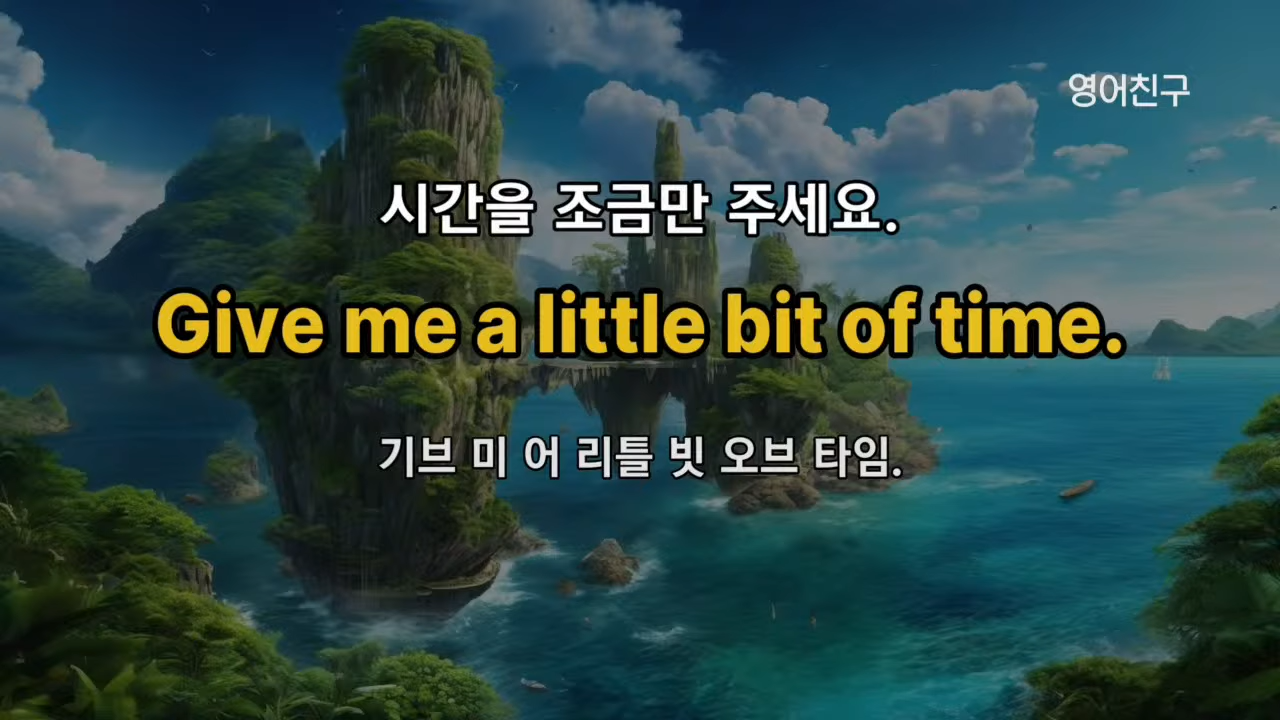 영어친구
시간을 조금만 주세요.
Give me a little bit of time.
기브 미 어 리틀 빗 오브 타임.